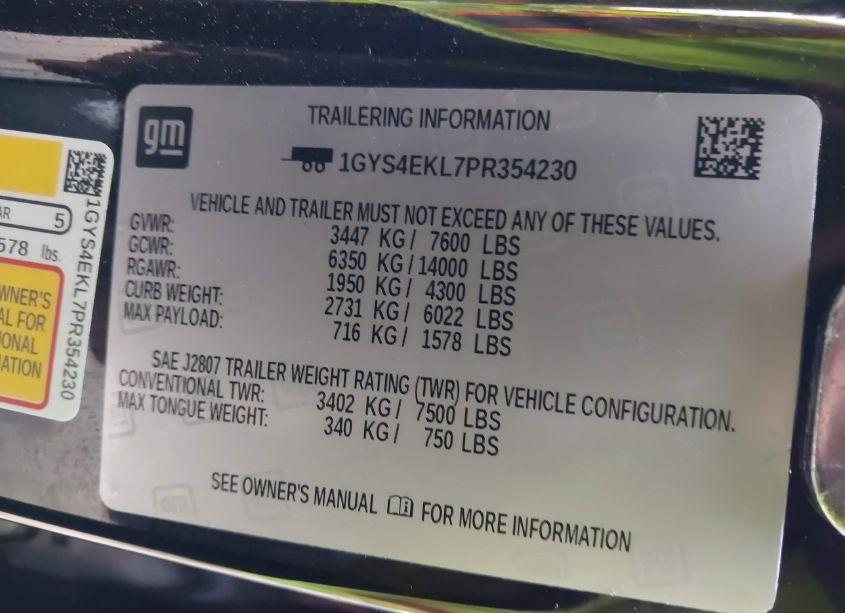 gm
TRAILERING INFORMATION
1GYS4EKL7PR354230
VEHICLE AND TRAILER MUST NOT EXCEED ANY OF THESE VALUES.
GVWR: 3447 KG / 7600 LBS
GCWR: 6350 KG / 14000 LBS
RGAWR: 1950 KG / 4300 LBS
CURB WEIGHT: 2731 KG / 6022 LBS
MAX PAYLOAD: 716 KG / 1578 LBS
SAE J2807 TRAILER WEIGHT RATING (TWR) FOR VEHICLE CONFIGURATION.
CONVENTIONAL TWR: 3402 KG / 7500 LBS
MAX TONGUE WEIGHT: 340 KG / 750 LBS
SEE OWNER'S MANUAL FOR MORE INFORMATION
5
578 lbs.
OWNER'S
FOR
1GYS4EKL7PR354230